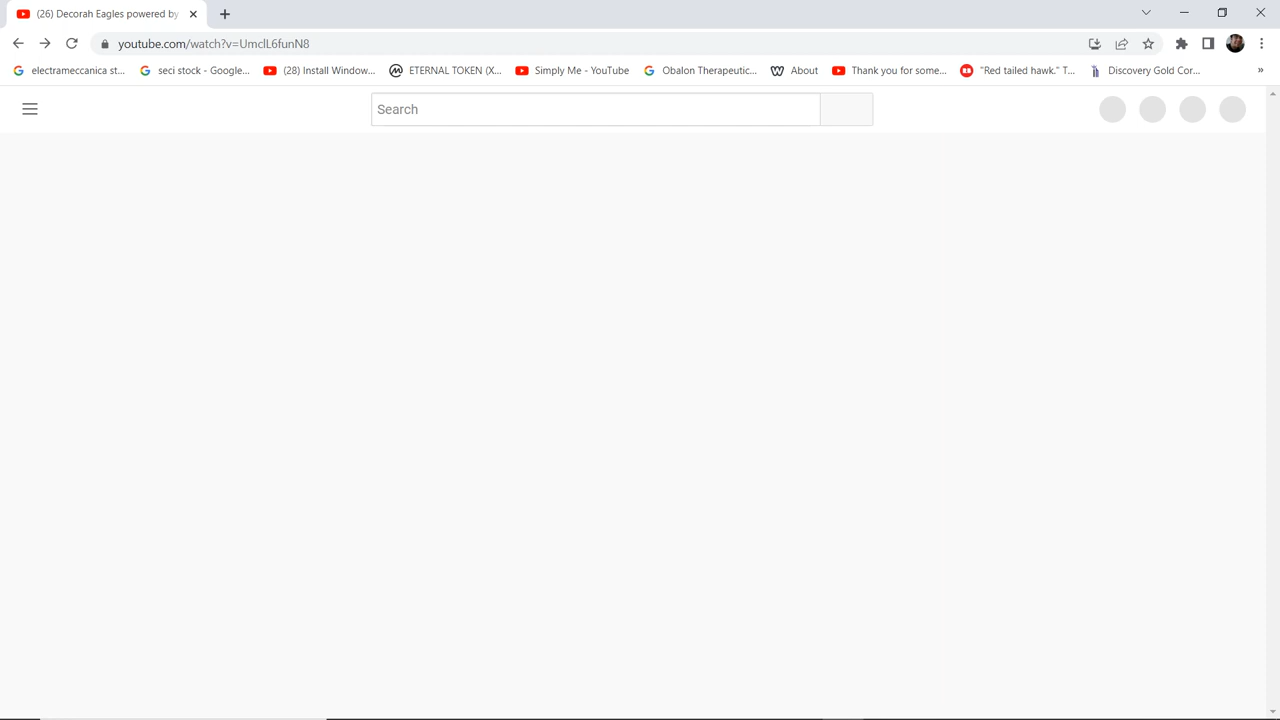 (26) Decorah Eagles powered by
youtube.com/watch?v=UmclL6funN8
electrameccanica st...
seci stock - Google...
(28) Install Window...
ETERNAL TOKEN (X...
Simply Me - YouTube
Obalon Therapeutic...
About
Thank you for some...
"Red tailed hawk." T...
Discovery Gold Cor...
»
Search